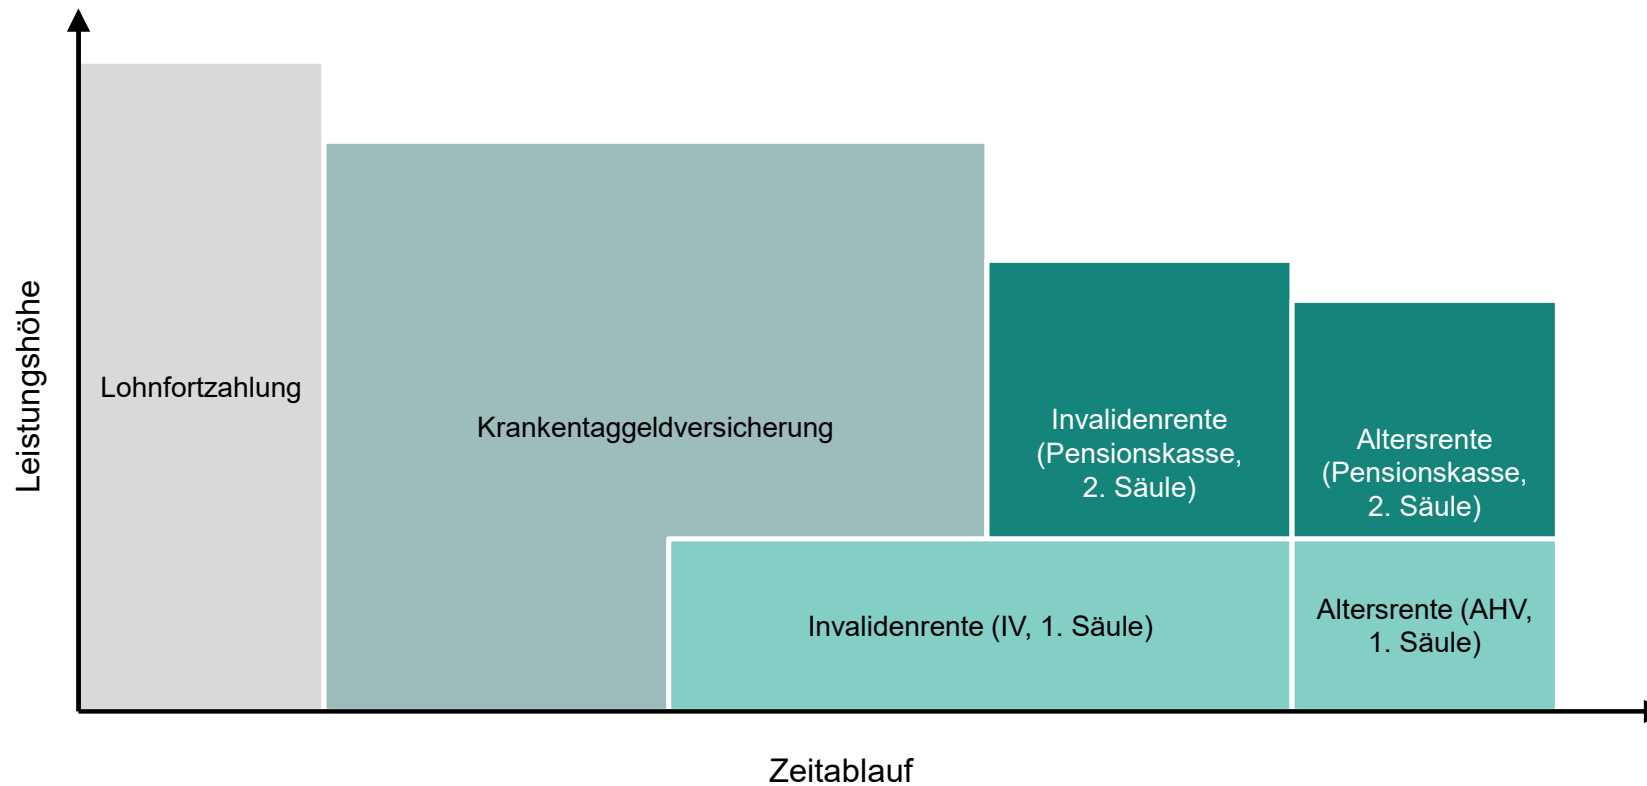 Leistungshöhe
Lohnfortzahlung
Krankentaggeldversicherung
Invalidenrente
(Pensionskasse,
2. Säule)
Altersrente
(Pensionskasse,
2. Säule)
Invalidenrente (IV, 1. Säule)
Altersrente (AHV,
1. Säule)
Zeitablauf